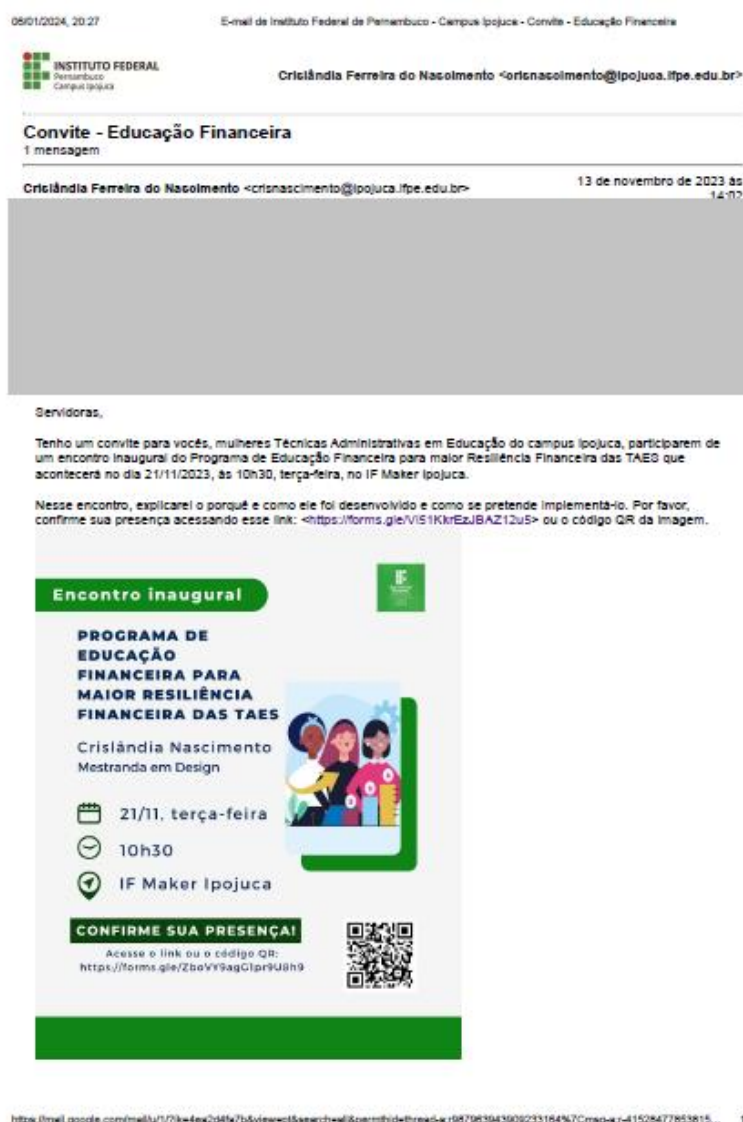 06/01/2024, 20:27 E-mail de Instituto Federal de Pernambuco - Campus Ipojuca - Convite - Educação Financeira
INSTITUTO FEDERAL
Pernambuco
Campus Ipojuca
Crislândia Ferreira do Nascimento <crisnascimento@ipojuca.ifpe.edu.br>
Convite - Educação Financeira
1 mensagem
Crislândia Ferreira do Nascimento <crisnascimento@ipojuca.ifpe.edu.br>
13 de novembro de 2023 às
14:02
Servidoras,
Tenho um convite para vocês, mulheres Técnicas Administrativas em Educação do campus Ipojuca, participarem de
um encontro inaugural do Programa de Educação Financeira para maior Resiliência Financeira das TAES que
acontecerá no dia 21/11/2023, às 10h30, terça-feira, no IF Maker Ipojuca.
Nesse encontro, explicarei o porquê e como ele foi desenvolvido e como se pretende implementá-lo. Por favor,
confirme sua presença acessando esse link: ou o código QR da imagem.
Encontro inaugural
PROGRAMA DE
EDUCAÇÃO
FINANCEIRA PARA
MAIOR RESILIÊNCIA
FINANCEIRA DAS TAES
Crislândia Nascimento
Mestranda em Design
21/11, terça-feira
10h30
IF Maker Ipojuca
CONFIRME SUA PRESENÇA!
Acesse o link ou o código QR:
https://forms.gle/ZboVY9agG1pr9U8h9